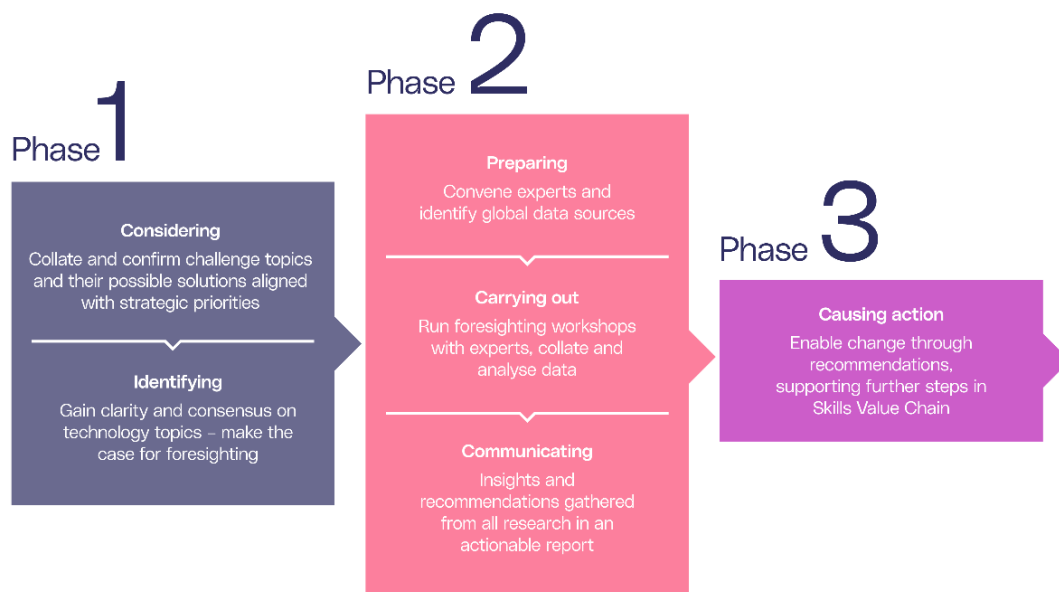 Phase 1
Considering
Collate and confirm challenge topics
and their possible solutions aligned
with strategic priorities
Identifying
Gain clarity and consensus on
technology topics – make the
case for foresighting
Phase 2
Preparing
Convene experts and
identify global data sources
Carrying out
Run foresighting workshops
with experts, collate and
analyse data
Communicating
Insights and
recommendations gathered
from all research in an
actionable report
Phase 3
Causing action
Enable change through
recommendations,
supporting further steps in
Skills Value Chain